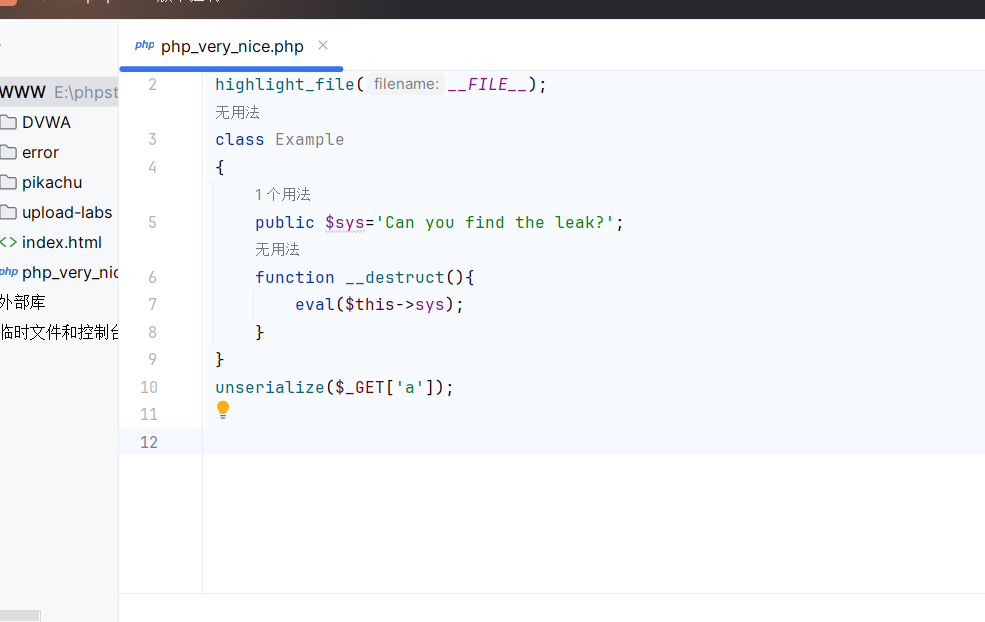 php php_very_nice.php ×
WWW E:\phpst
DVWA
error
pikachu
upload-labs
<> index.html
php php_very_nic
外部库
临时文件和控制台
2 highlight_file( filename: __FILE__);
无用法
3 class Example
4 {
1 个用法
5 public $sys='Can you find the leak?';
无用法
6 function __destruct(){
7 eval($this->sys);
8 }
9 }
10 unserialize($_GET['a']);
11
12